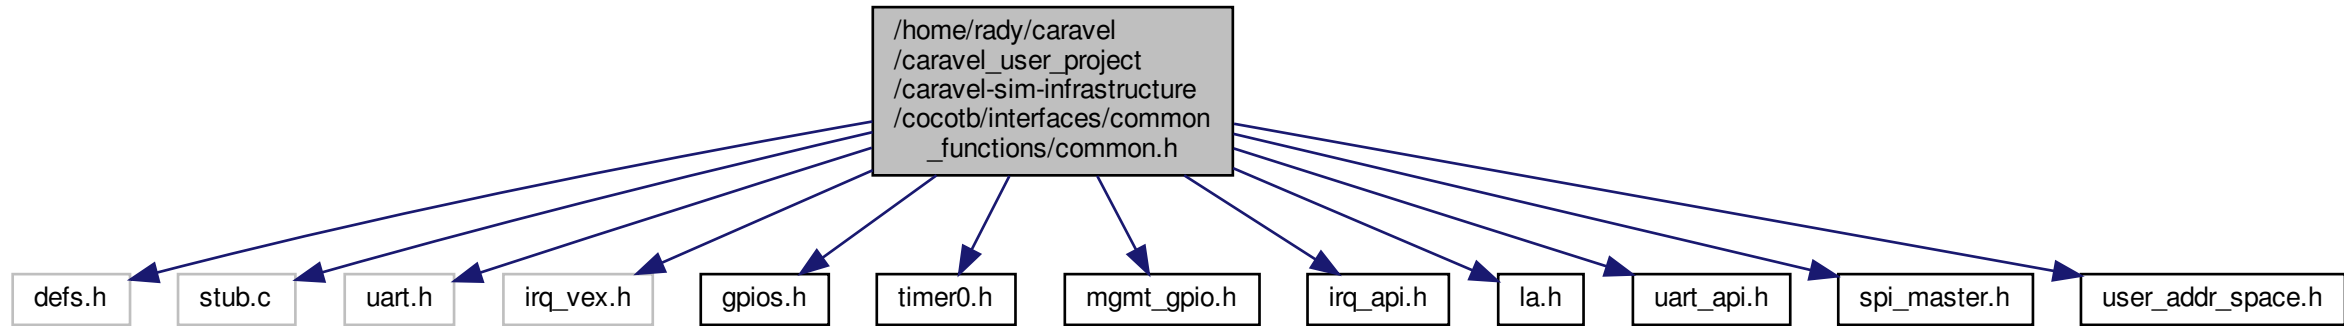 /home/rady/caravel
/caravel_user_project
/caravel-sim-infrastructure
/cocotb/interfaces/common
_functions/common.h
defs.h
stub.c
uart.h
irq_vex.h
gpios.h
timer0.h
mgmt_gpio.h
irq_api.h
la.h
uart_api.h
spi_master.h
user_addr_space.h